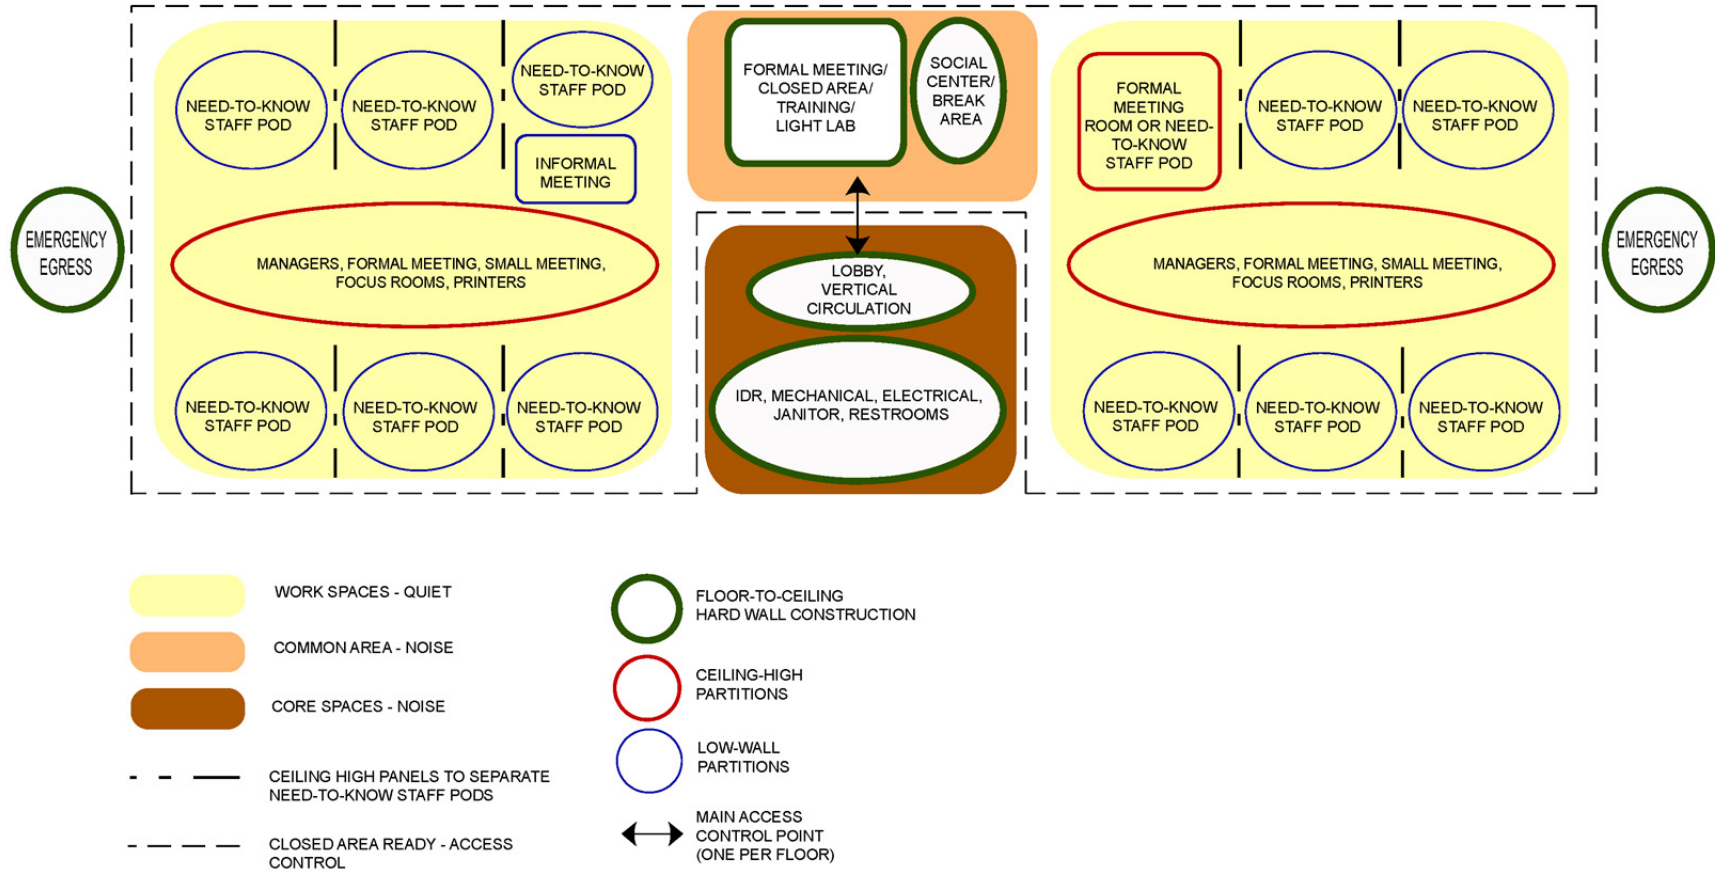 NEED-TO-KNOW
STAFF POD
NEED-TO-KNOW
STAFF POD
NEED-TO-KNOW
STAFF POD
INFORMAL
MEETING
FORMAL MEETING/
CLOSED AREA/
TRAINING/
LIGHT LAB
SOCIAL
CENTER/
BREAK
AREA
FORMAL
MEETING
ROOM OR NEED-
TO-KNOW
STAFF POD
NEED-TO-KNOW
STAFF POD
NEED-TO-KNOW
STAFF POD
EMERGENCY
EGRESS
MANAGERS, FORMAL MEETING, SMALL MEETING,
FOCUS ROOMS, PRINTERS
LOBBY,
VERTICAL
CIRCULATION
MANAGERS, FORMAL MEETING, SMALL MEETING,
FOCUS ROOMS, PRINTERS
EMERGENCY
EGRESS
NEED-TO-KNOW
STAFF POD
NEED-TO-KNOW
STAFF POD
NEED-TO-KNOW
STAFF POD
IDR, MECHANICAL, ELECTRICAL,
JANITOR, RESTROOMS
NEED-TO-KNOW
STAFF POD
NEED-TO-KNOW
STAFF POD
NEED-TO-KNOW
STAFF POD
WORK SPACES - QUIET
COMMON AREA - NOISE
CORE SPACES - NOISE
CEILING HIGH PANELS TO SEPARATE
NEED-TO-KNOW STAFF PODS
CLOSED AREA READY - ACCESS
CONTROL
FLOOR-TO-CEILING
HARD WALL CONSTRUCTION
CEILING-HIGH
PARTITIONS
LOW-WALL
PARTITIONS
MAIN ACCESS
CONTROL POINT
(ONE PER FLOOR)